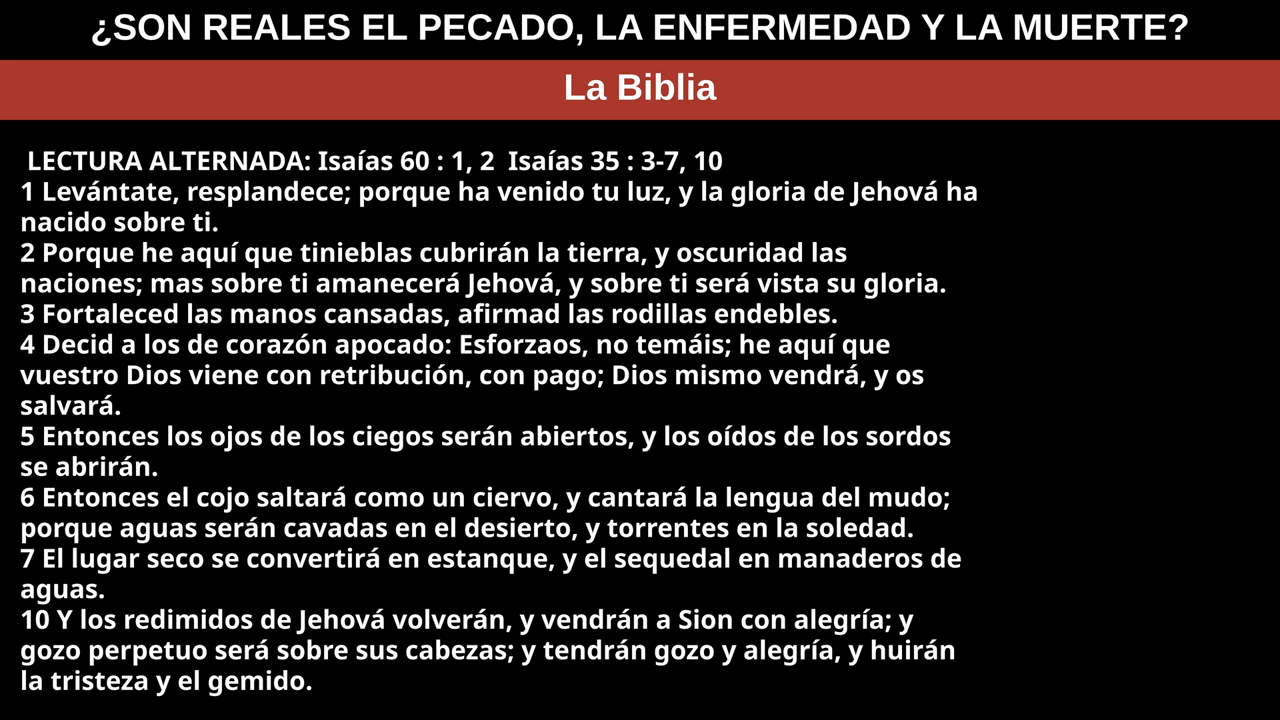 ¿SON REALES EL PECADO, LA ENFERMEDAD Y LA MUERTE?
La Biblia
LECTURA ALTERNADA: Isaías 60 : 1, 2  Isaías 35 : 3-7, 10
1 Levántate, resplandece; porque ha venido tu luz, y la gloria de Jehová ha
nacido sobre ti.
2 Porque he aquí que tinieblas cubrirán la tierra, y oscuridad las
naciones; mas sobre ti amanecerá Jehová, y sobre ti será vista su gloria.
3 Fortaleced las manos cansadas, afirmad las rodillas endebles.
4 Decid a los de corazón apocado: Esforzaos, no temáis; he aquí que
vuestro Dios viene con retribución, con pago; Dios mismo vendrá, y os
salvará.
5 Entonces los ojos de los ciegos serán abiertos, y los oídos de los sordos
se abrirán.
6 Entonces el cojo saltará como un ciervo, y cantará la lengua del mudo;
porque aguas serán cavadas en el desierto, y torrentes en la soledad.
7 El lugar seco se convertirá en estanque, y el sequedal en manaderos de
aguas.
10 Y los redimidos de Jehová volverán, y vendrán a Sion con alegría; y
gozo perpetuo será sobre sus cabezas; y tendrán gozo y alegría, y huirán
la tristeza y el gemido.